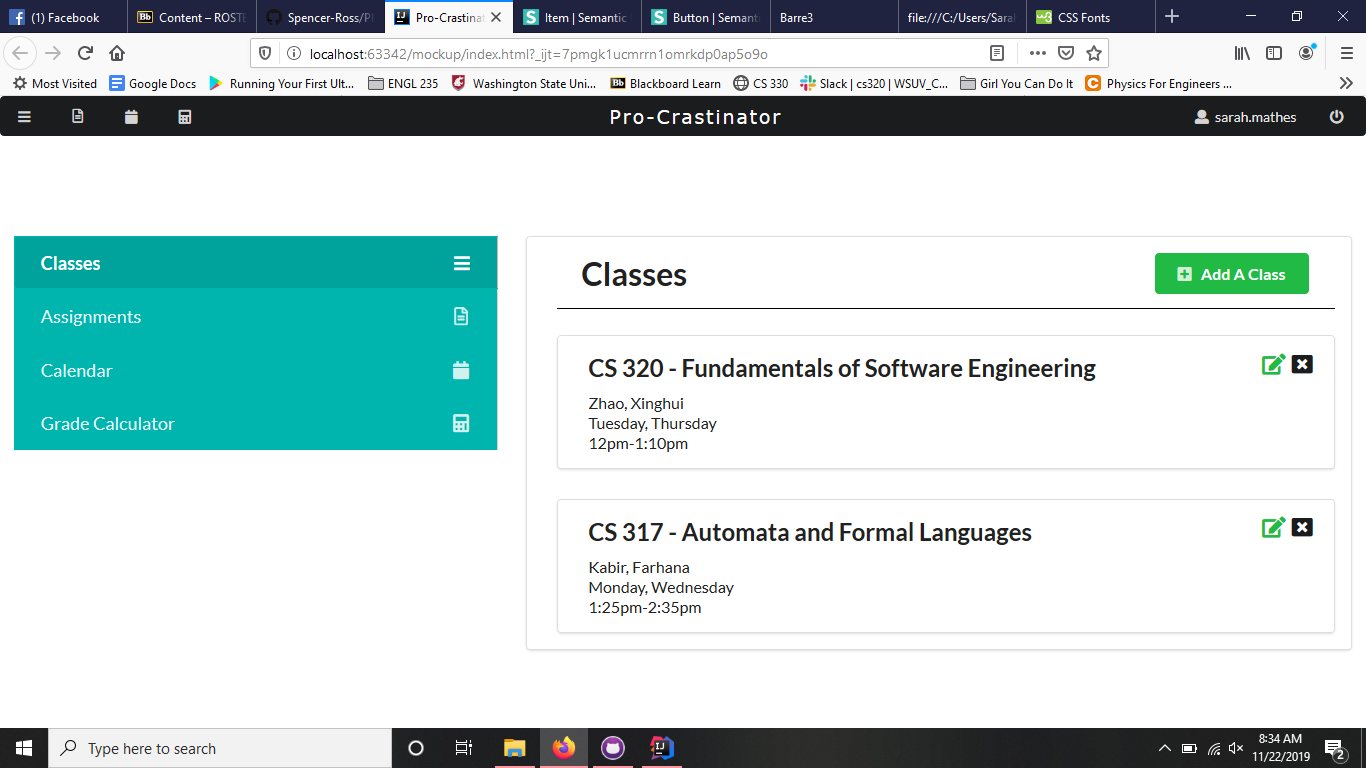 (1) Facebook
Content – ROST
Spencer-Ross/P
Pro-Crastinat
Item | Semantic
Button | Semanti
Barre3
file:///C:/Users/Sara
CSS Fonts
localhost:63342/mockup/index.html?_ijt=7pmgk1ucmrrn1omrkdp0ap5o9o
Most Visited
Google Docs
Running Your First Ult...
ENGL 235
Washington State Uni...
Bb Blackboard Learn
CS 330
Slack | cs320 | WSUV_C...
Girl You Can Do It
Physics For Engineers ...
Pro-Crastinator
sarah.mathes
Classes
Assignments
Calendar
Grade Calculator
Classes
Add A Class
CS 320 - Fundamentals of Software Engineering
Zhao, Xinghui
Tuesday, Thursday
12pm-1:10pm
CS 317 - Automata and Formal Languages
Kabir, Farhana
Monday, Wednesday
1:25pm-2:35pm
Type here to search
8:34 AM
11/22/2019
2